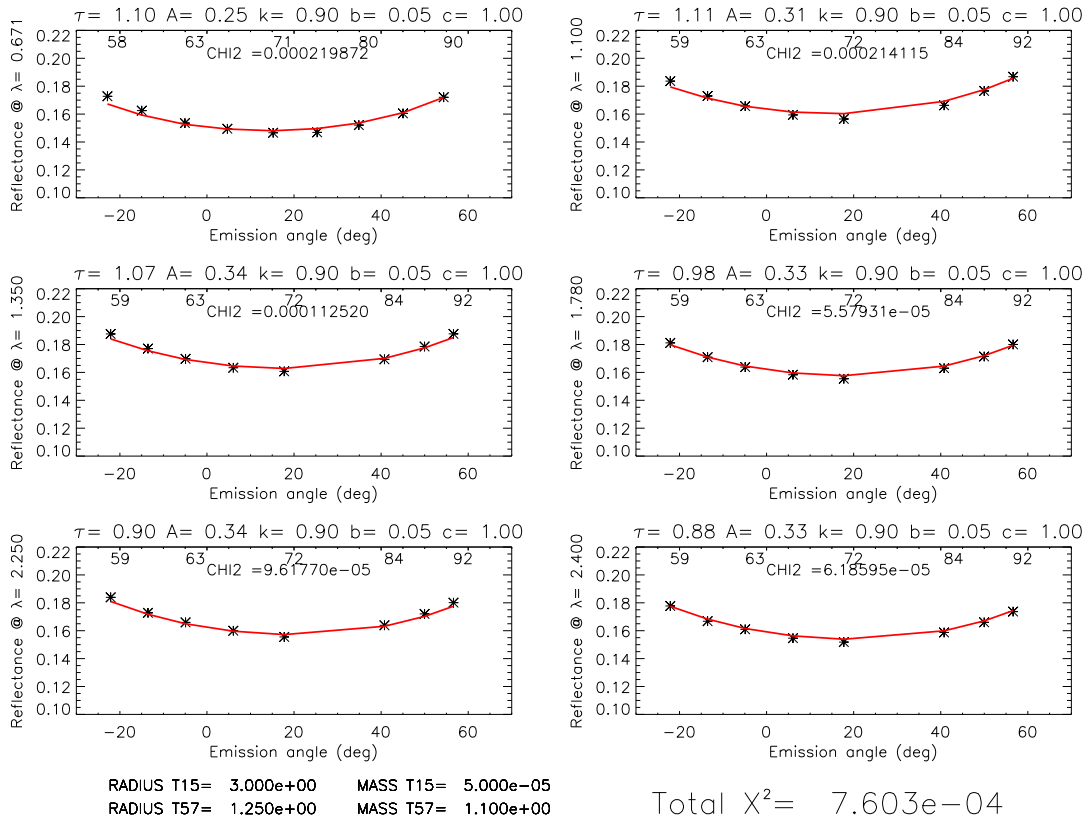 τ= 1.10 A= 0.25 k= 0.90 b= 0.05 c= 1.00
58 63 71 80 90
CHI2 =0.000219872
0.22
0.20
0.18
0.16
0.14
0.12
0.10
Reflectance @ λ= 0.671
−20 0 20 40 60
Emission angle (deg)
τ= 1.11 A= 0.31 k= 0.90 b= 0.05 c= 1.00
59 63 72 84 92
CHI2 =0.000214115
0.22
0.20
0.18
0.16
0.14
0.12
0.10
Reflectance @ λ= 1.100
−20 0 20 40 60
Emission angle (deg)
τ= 1.07 A= 0.34 k= 0.90 b= 0.05 c= 1.00
59 63 72 84 92
CHI2 =0.000112520
0.22
0.20
0.18
0.16
0.14
0.12
0.10
Reflectance @ λ= 1.350
−20 0 20 40 60
Emission angle (deg)
τ= 0.98 A= 0.33 k= 0.90 b= 0.05 c= 1.00
59 63 72 84 92
CHI2 =5.57931e−05
0.22
0.20
0.18
0.16
0.14
0.12
0.10
Reflectance @ λ= 1.780
−20 0 20 40 60
Emission angle (deg)
τ= 0.90 A= 0.34 k= 0.90 b= 0.05 c= 1.00
59 63 72 84 92
CHI2 =9.61770e−05
0.22
0.20
0.18
0.16
0.14
0.12
0.10
Reflectance @ λ= 2.250
−20 0 20 40 60
Emission angle (deg)
τ= 0.88 A= 0.33 k= 0.90 b= 0.05 c= 1.00
59 63 72 84 92
CHI2 =6.18595e−05
0.22
0.20
0.18
0.16
0.14
0.12
0.10
Reflectance @ λ= 2.400
−20 0 20 40 60
Emission angle (deg)
RADIUS T15= 3.000e+00 MASS T15= 5.000e−05
RADIUS T57= 1.250e+00 MASS T57= 1.100e+00
Total X²= 7.603e−04